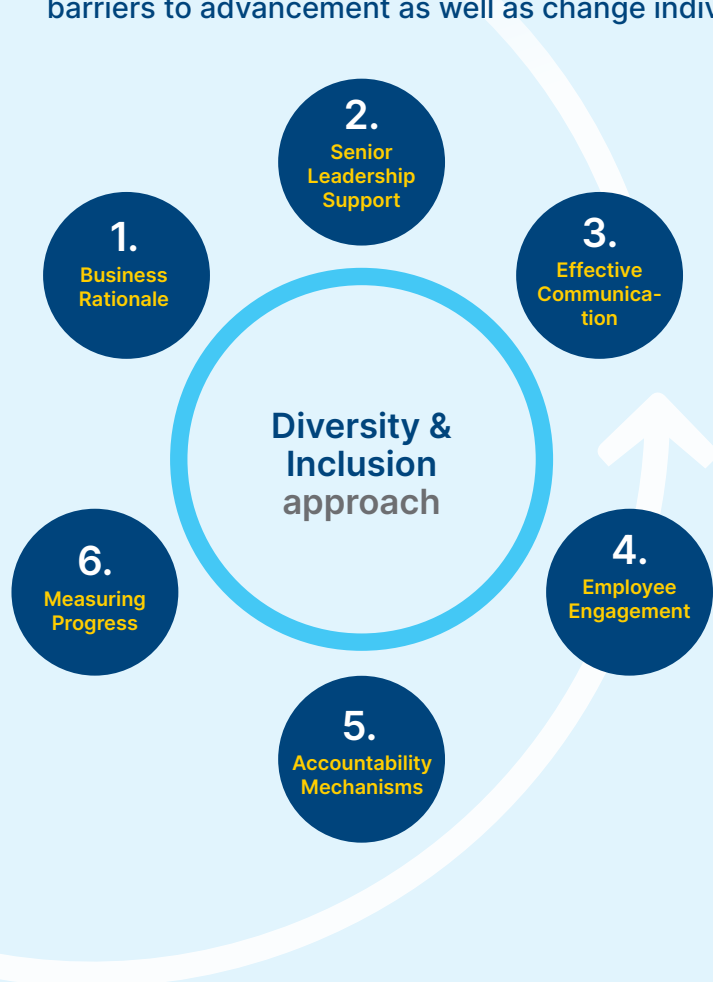 barriers to advancement as well as change
2.
Senior
Leadership
Support
1.
Business
Rationale
3.
Effective
Communica-
tion
Diversity &
Inclusion
approach
6.
Measuring
Progress
4.
Employee
Engagement
5.
Accountability
Mechanisms